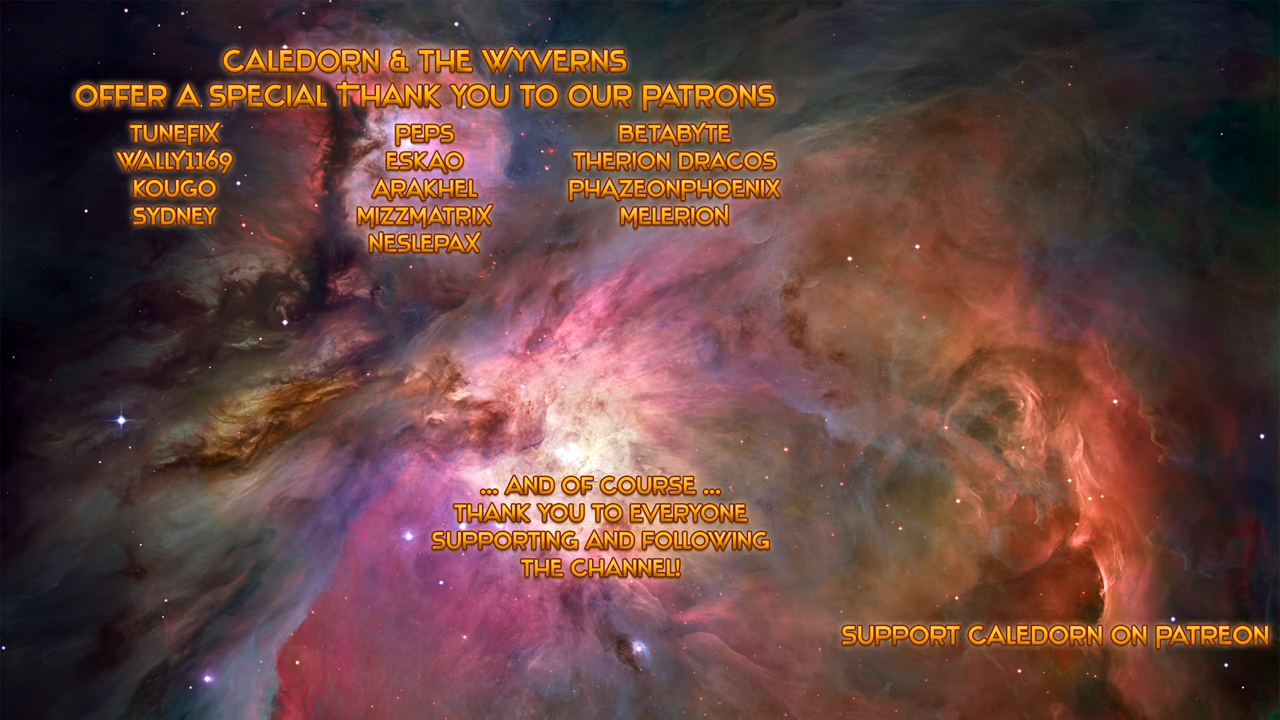 CALEDORN & THE WYVERNS
OFFER A SPECIAL THANK YOU TO OUR PATRONS
TUNEFIX
WALLY1169
KOUGO
SYDNEY
PEPS
ESKAO
ARAKHEL
MIZZMATRIX
NESLEPAX
BETABYTE
THERION DRACOS
PHAZEONPHOENIX
MELERION
... AND OF COURSE ...
THANK YOU TO EVERYONE
SUPPORTING AND FOLLOWING
THE CHANNEL!
SUPPORT CALEDORN ON PATREON